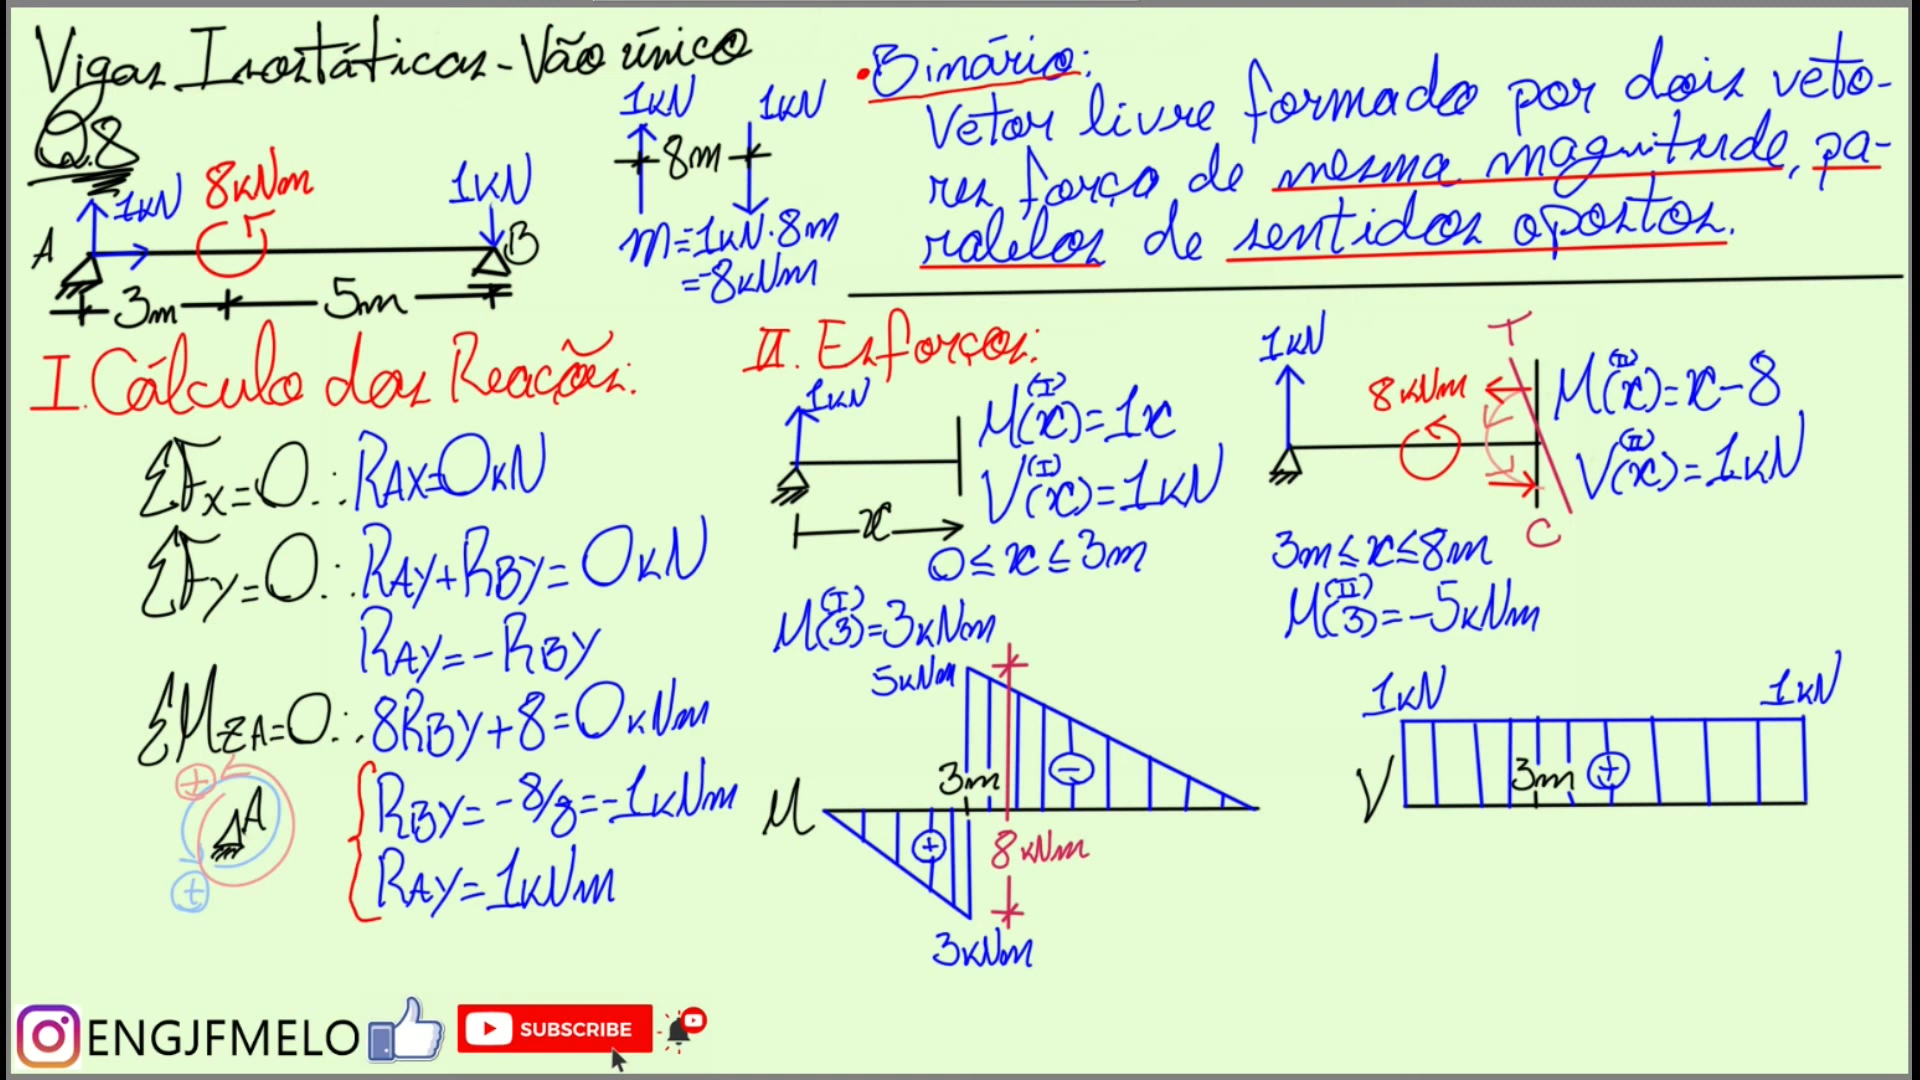 Vigas Isostáticas - Vão único
Q.8
1kN
8kNm
1kN
A
B
3m
5m
1kN
1kN
8m
m=1kN.8m
=-8kNm
•Binário:
Vetor livre formado por dois veto-
res força de mesma magnitude, pa-
ralelos de sentidos opostos.
I. Cálculo das Reações:
ΣFx=0 ∴ RAX=0kN
ΣFy=0 ∴ RAY+RBY=0kN
RAY=-RBY
ΣMZA=0 ∴ 8RBY+8=0kNm
RBY=-8/8=-1kNm
RAY=1kNm
+
A
+
II. Esforços:
1kN
x
M(x)^(I)=1x
V(x)^(I)=1kN
0≤x≤3m
M(3)^(I)=3kNm
1kN
8kNm
T
C
M(x)^(II)=x-8
V(x)^(II)=1kN
3m≤x≤8m
M(3)^(II)=-5kNm
5kNm
3m
-
M
+
8kNm
3kNm
1kN
1kN
V
3m
+
ENGJFMELO
SUBSCRIBE